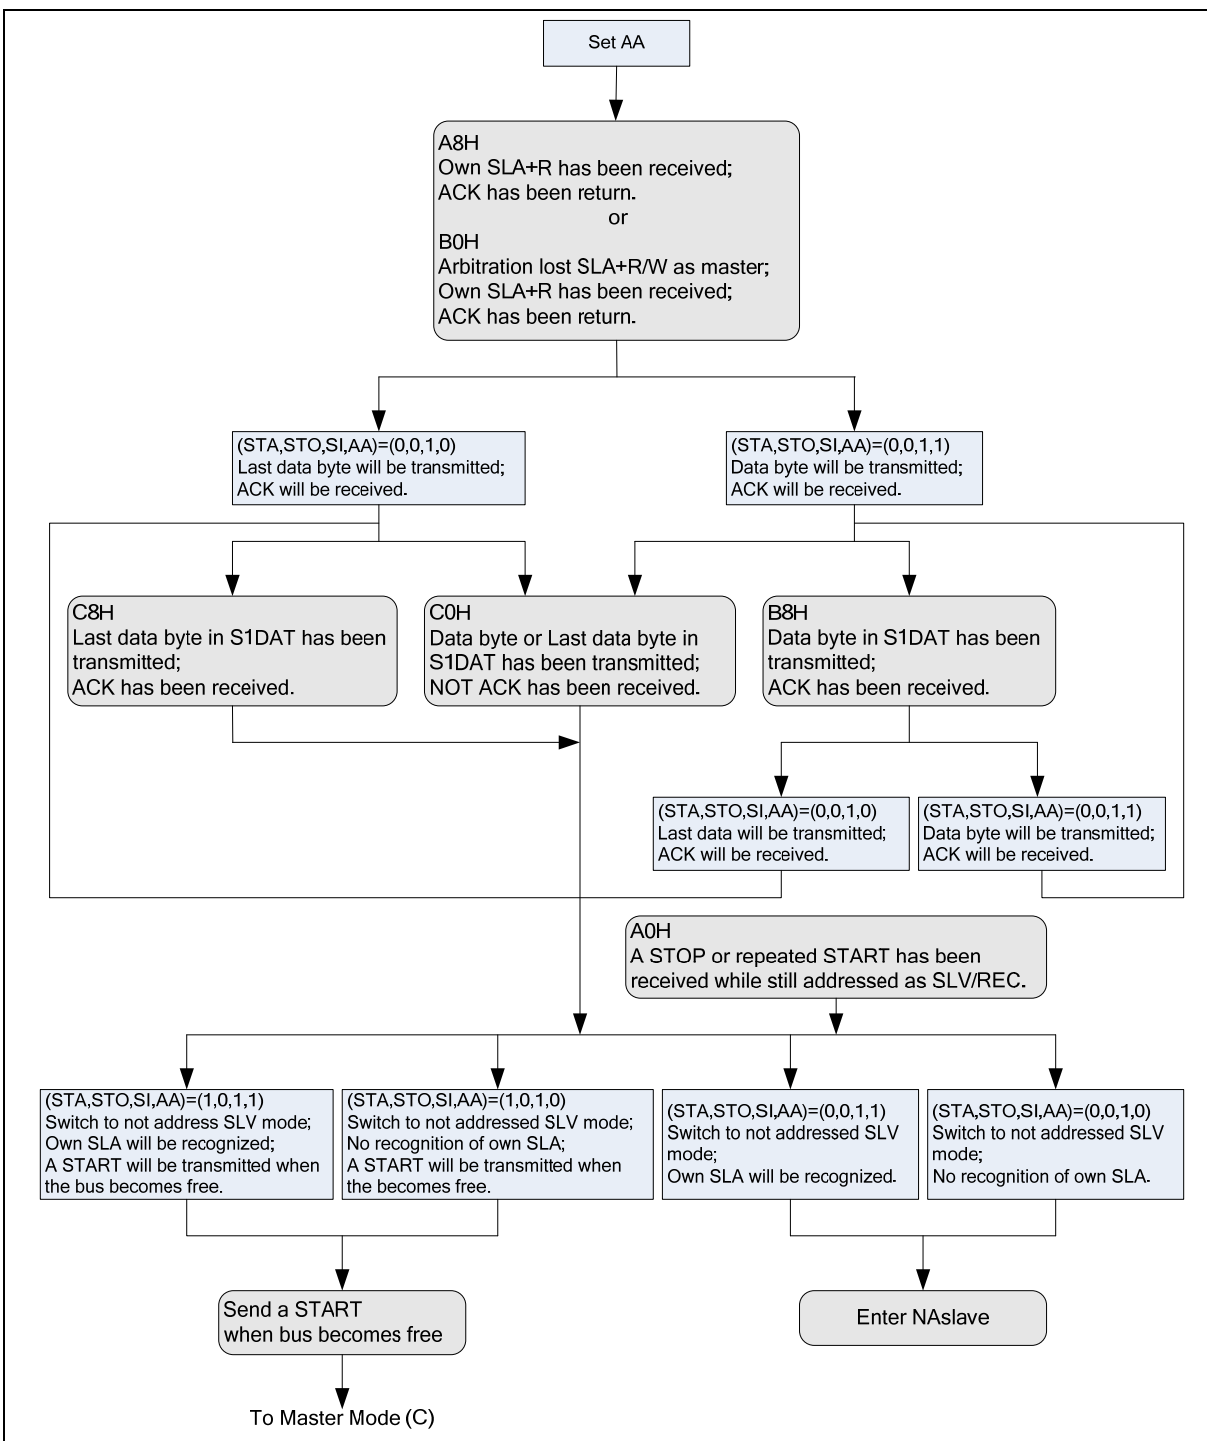 Set AA
A8H
Own SLA+R has been received;
ACK has been return.
or
B0H
Arbitration lost SLA+R/W as master;
Own SLA+R has been received;
ACK has been return.
(STA,STO,SI,AA)=(0,0,1,0)
Last data byte will be transmitted;
ACK will be received.
(STA,STO,SI,AA)=(0,0,1,1)
Data byte will be transmitted;
ACK will be received.
C8H
Last data byte in S1DAT has been
transmitted;
ACK has been received.
C0H
Data byte or Last data byte in
S1DAT has been transmitted;
NOT ACK has been received.
B8H
Data byte in S1DAT has been
transmitted;
ACK has been received.
(STA,STO,SI,AA)=(0,0,1,0)
Last data will be transmitted;
ACK will be received.
(STA,STO,SI,AA)=(0,0,1,1)
Data byte will be transmitted;
ACK will be received.
A0H
A STOP or repeated START has been
received while still addressed as SLV/REC.
(STA,STO,SI,AA)=(1,0,1,1)
Switch to not address SLV mode;
Own SLA will be recognized;
A START will be transmitted when
the bus becomes free.
(STA,STO,SI,AA)=(1,0,1,0)
Switch to not addressed SLV mode;
No recognition of own SLA;
A START will be transmitted when
the becomes free.
(STA,STO,SI,AA)=(0,0,1,1)
Switch to not addressed SLV
mode;
Own SLA will be recognized.
(STA,STO,SI,AA)=(0,0,1,0)
Switch to not addressed SLV
mode;
No recognition of own SLA.
Send a START
when bus becomes free
Enter NAslave
To Master Mode (C)